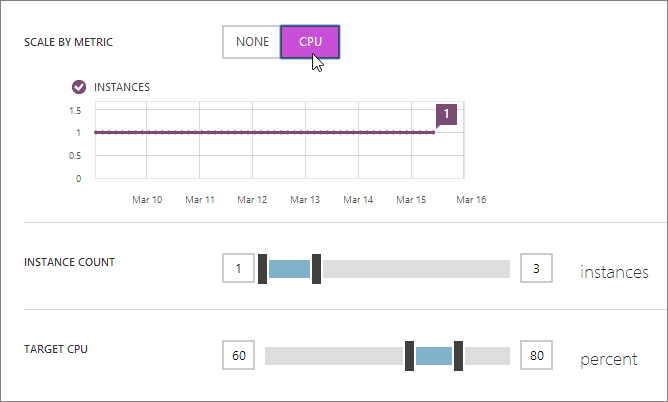 SCALE BY METRIC NONE CPU
INSTANCES
1.5
1
1
0.5
0
Mar 10 Mar 11 Mar 12 Mar 13 Mar 14 Mar 15 Mar 16
INSTANCE COUNT 1 3 instances
TARGET CPU 60 80 percent